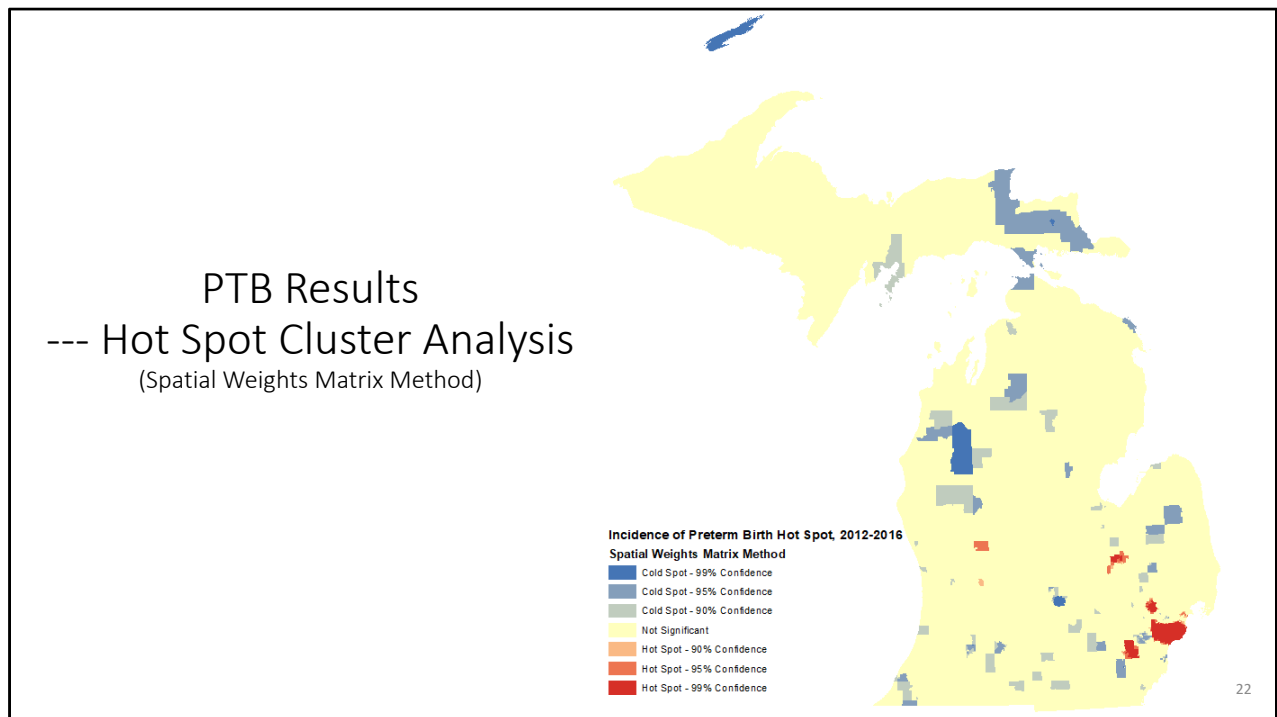 PTB Results
--- Hot Spot Cluster Analysis
(Spatial Weights Matrix Method)
Incidence of Preterm Birth Hot Spot, 2012-2016
Spatial Weights Matrix Method
Cold Spot - 99% Confidence
Cold Spot - 95% Confidence
Cold Spot - 90% Confidence
Not Significant
Hot Spot - 90% Confidence
Hot Spot - 95% Confidence
Hot Spot - 99% Confidence
22